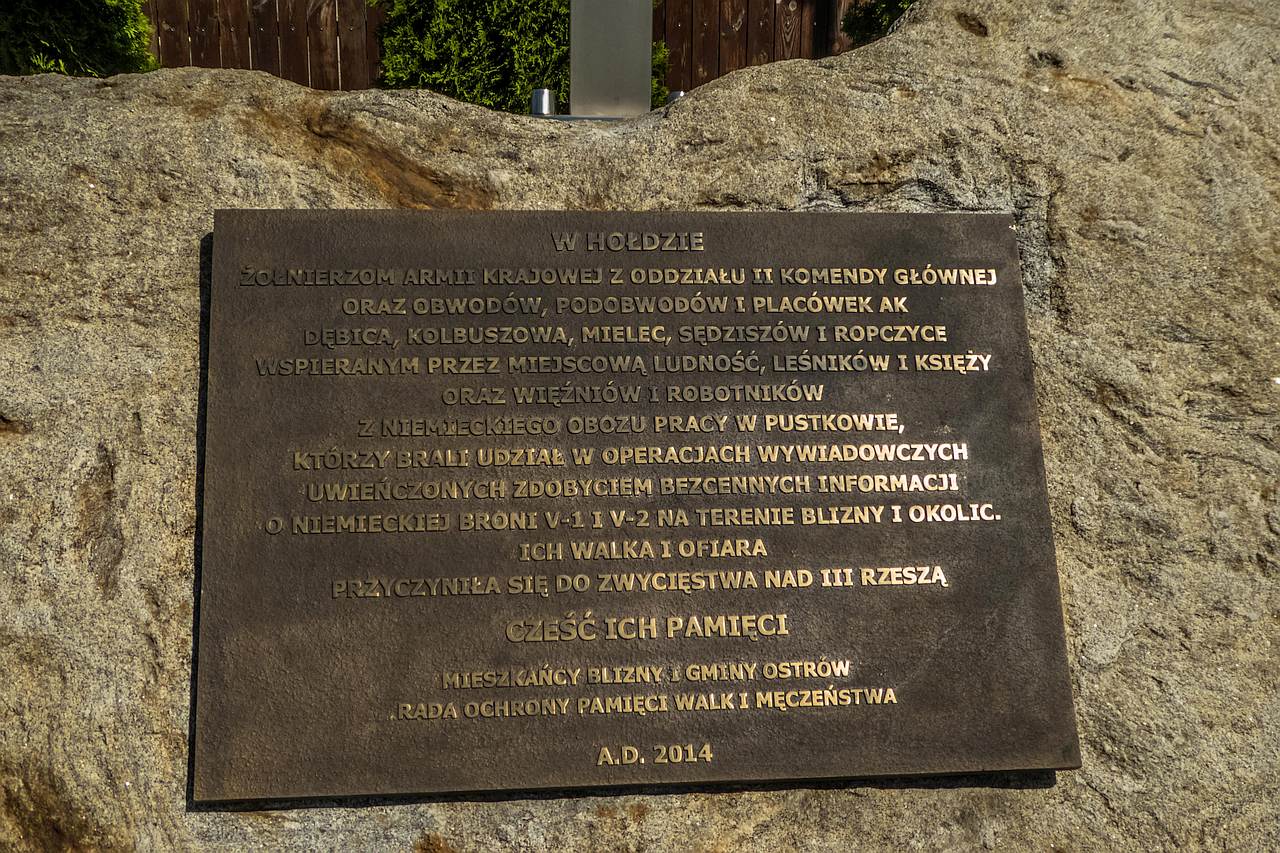 W HOŁDZIE
ŻOŁNIERZOM ARMII KRAJOWEJ Z ODDZIAŁU II KOMENDY GŁÓWNEJ
ORAZ OBWODÓW, PODOBWODÓW I PLACÓWEK AK
DĘBICA, KOLBUSZOWA, MIELEC, SĘDZISZÓW I ROPCZYCE
WSPIERANYM PRZEZ MIEJSCOWĄ LUDNOŚĆ, LEŚNIKÓW I KSIĘŻY
ORAZ WIĘŹNIÓW I ROBOTNIKÓW
Z NIEMIECKIEGO OBOZU PRACY W PUSTKOWIE,
KTÓRZY BRALI UDZIAŁ W OPERACJACH WYWIADOWCZYCH
UWIEŃCZONYCH ZDOBYCIEM BEZCENNYCH INFORMACJI
O NIEMIECKIEJ BRONI V-1 I V-2 NA TERENIE BLIZNY I OKOLIC.
ICH WALKA I OFIARA
PRZYCZYNIŁA SIĘ DO ZWYCIĘSTWA NAD III RZESZĄ
CZEŚĆ ICH PAMIĘCI
MIESZKAŃCY BLIZNY I GMINY OSTRÓW
RADA OCHRONY PAMIĘCI WALK I MĘCZEŃSTWA
A.D. 2014